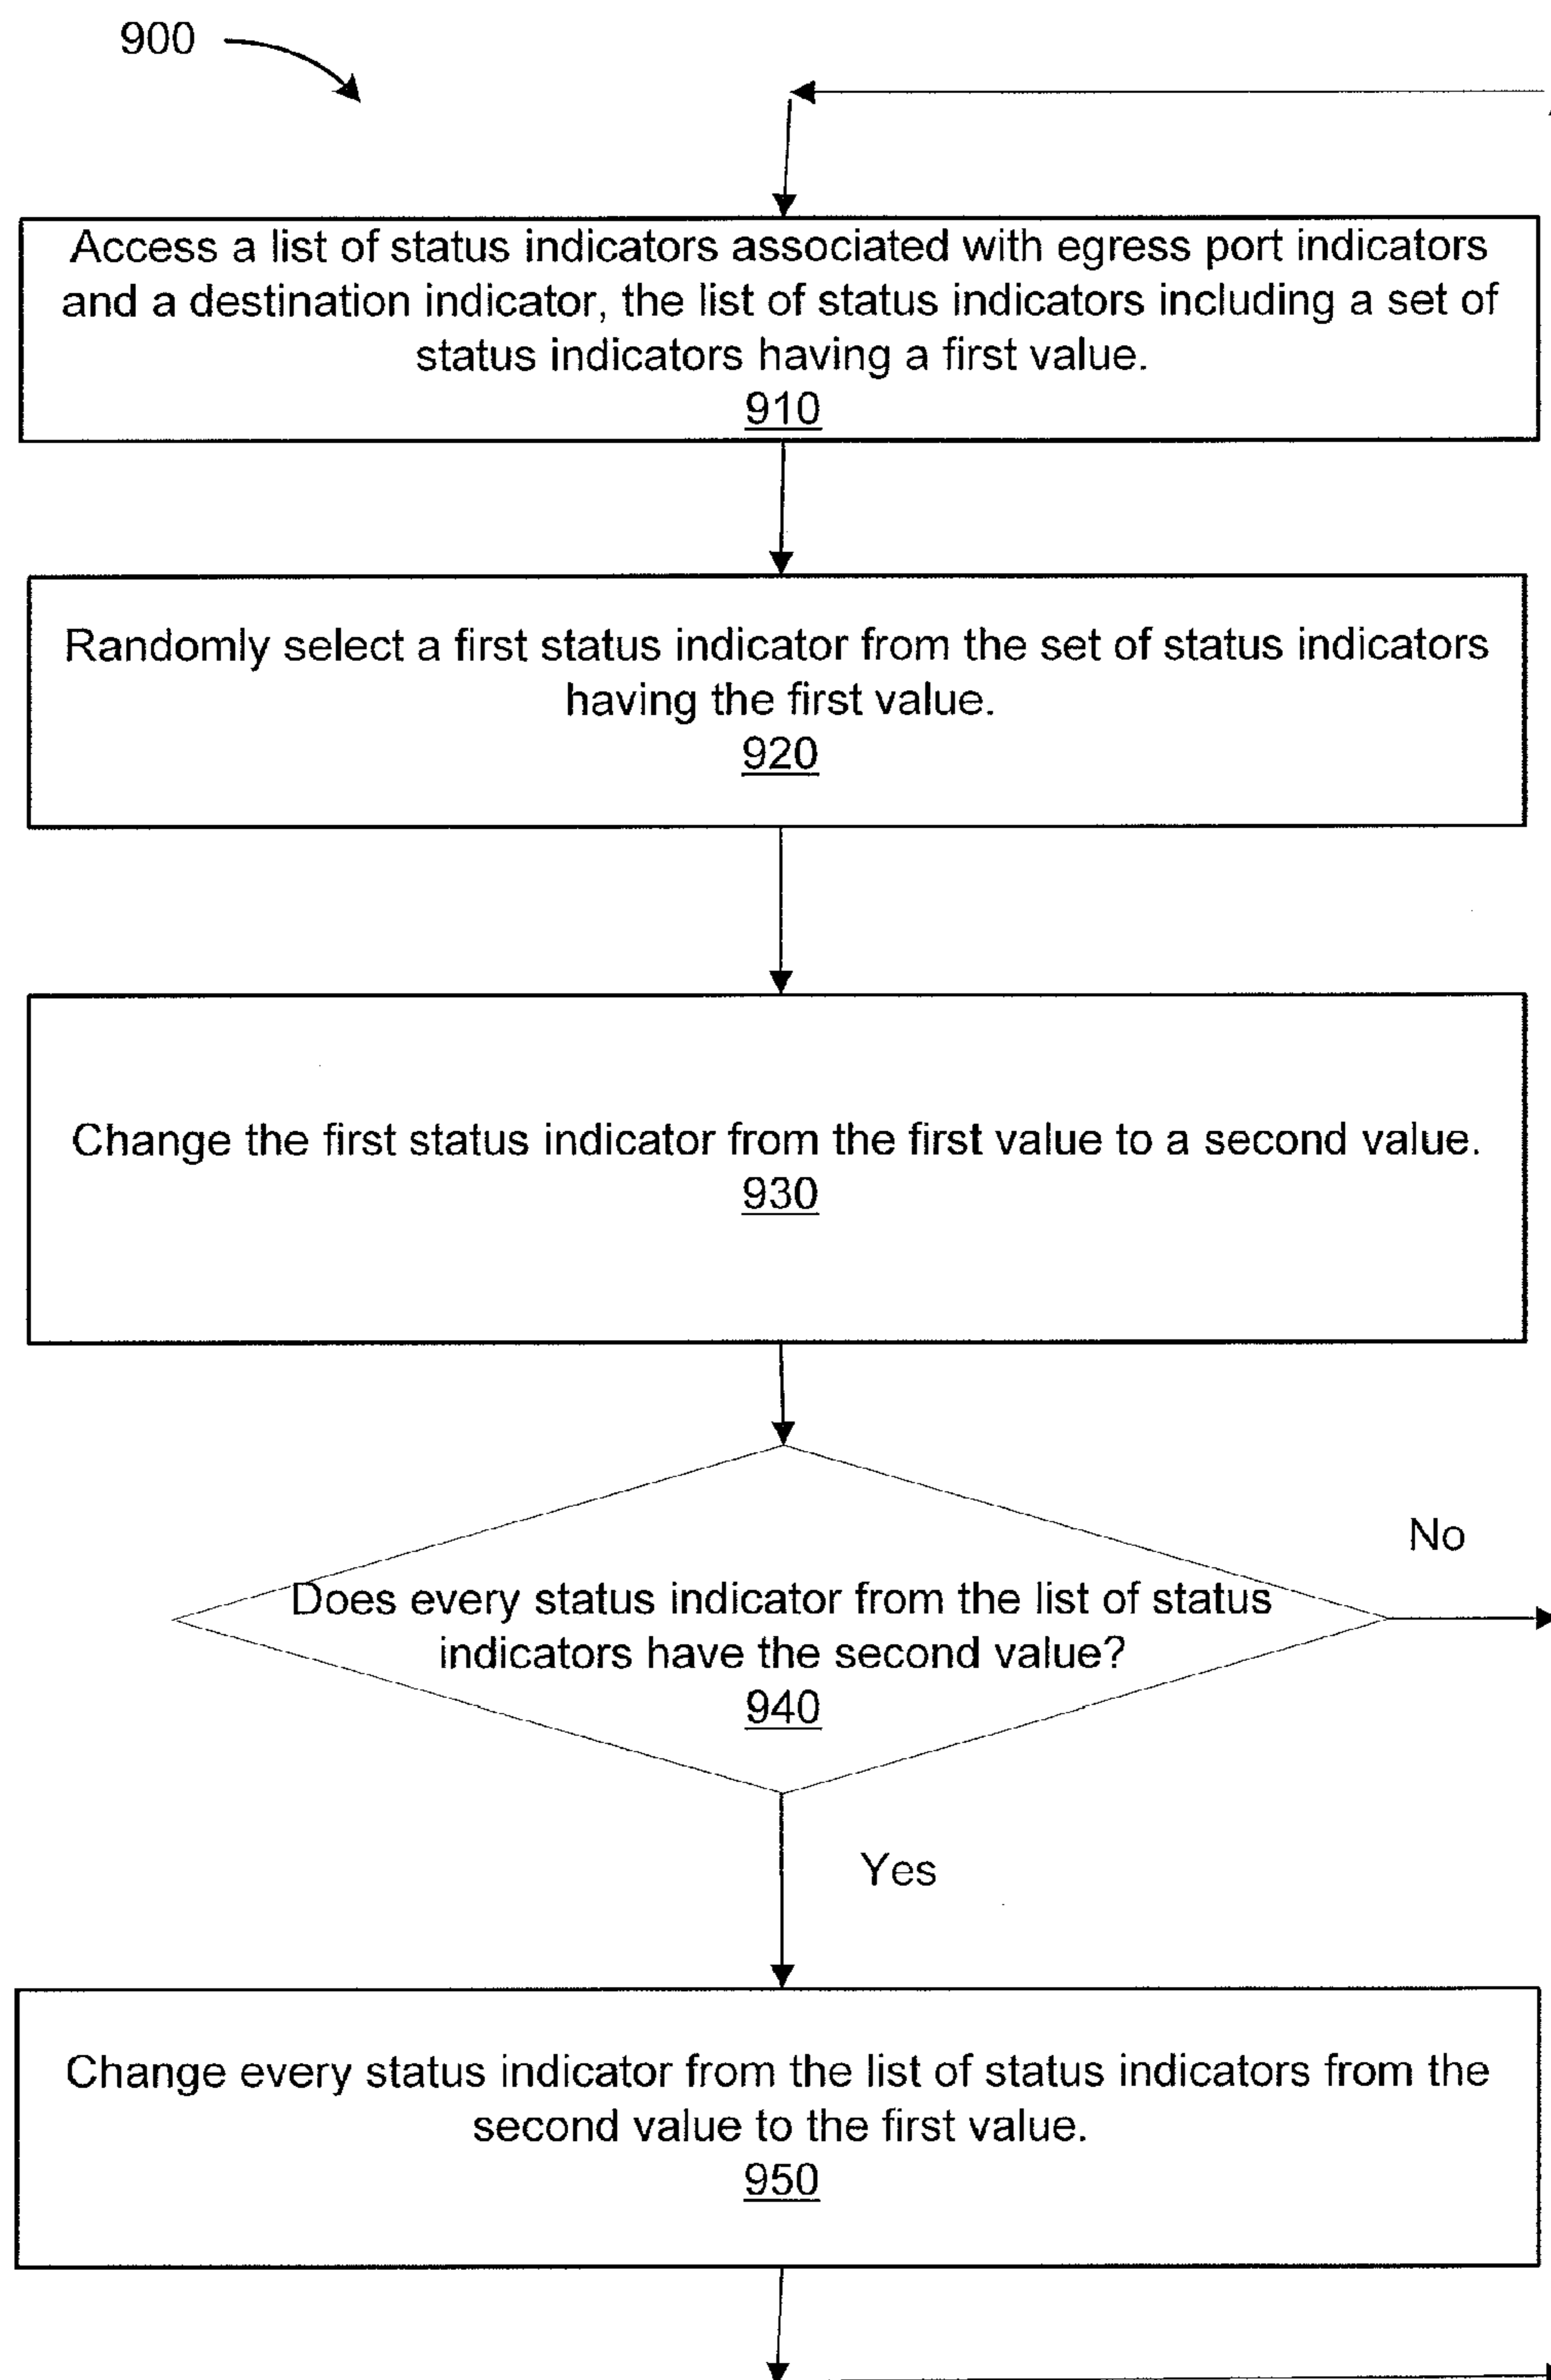 900
Access a list of status indicators associated with egress port indicators
and a destination indicator, the list of status indicators including a set of
status indicators having a first value.
910
Randomly select a first status indicator from the set of status indicators
having the first value.
920
Change the first status indicator from the first value to a second value.
930
No
Does every status indicator from the list of status
indicators have the second value?
940
Yes
Change every status indicator from the list of status indicators from the
second value to the first value.
950